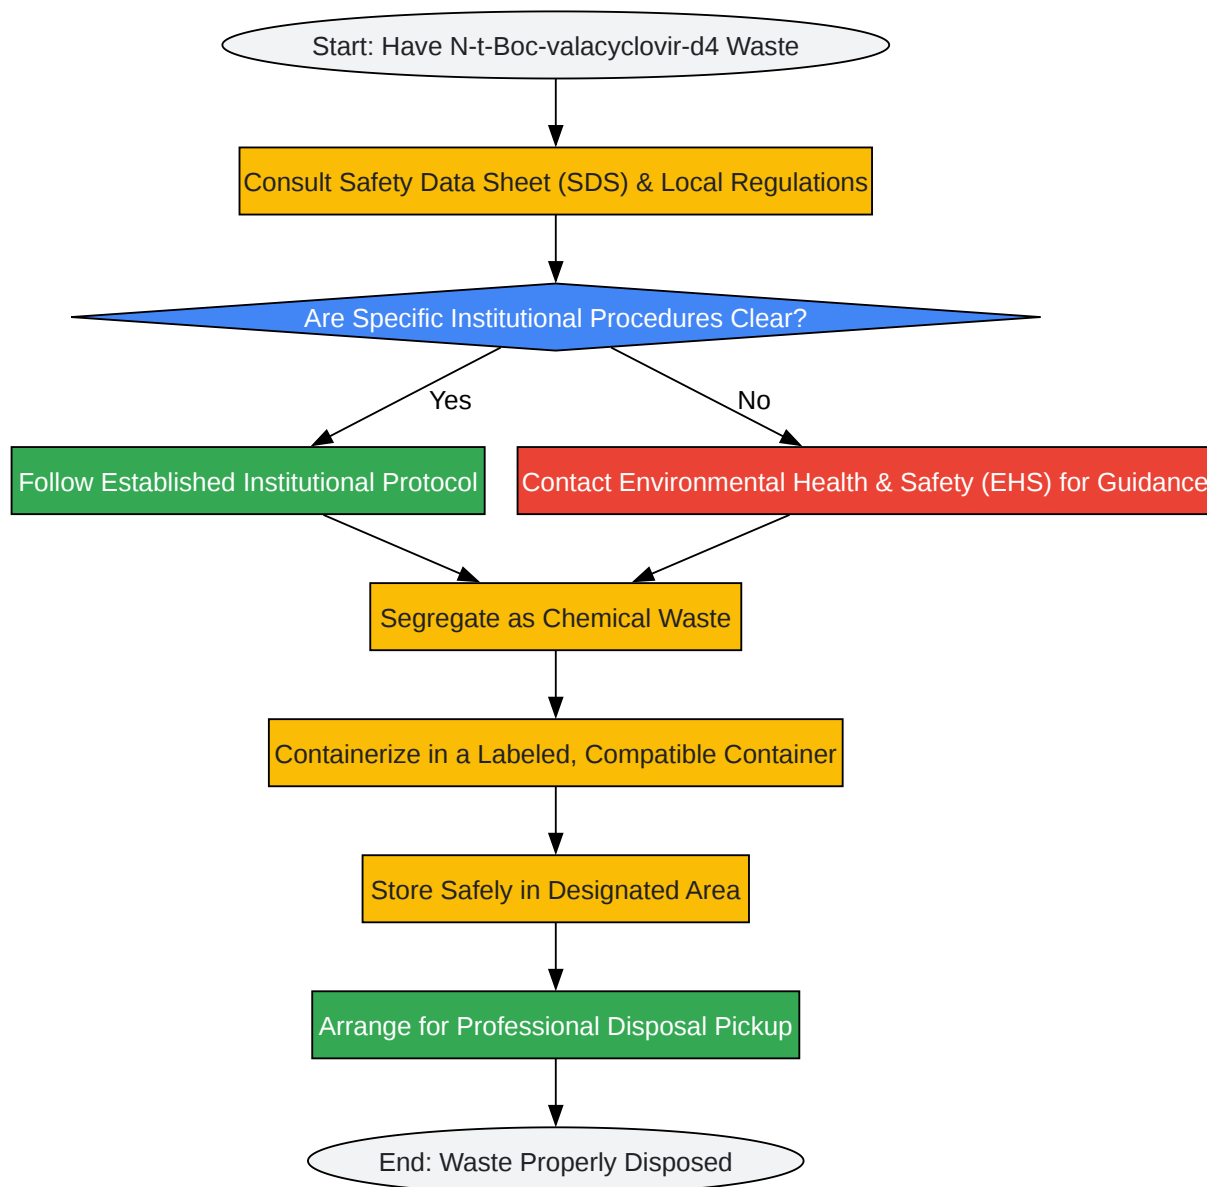 Start: Have N-t-Boc-valacyclovir-d4 Waste
Consult Safety Data Sheet (SDS) & Local Regulations
Are Specific Institutional Procedures Clear?
Yes
No
Follow Established Institutional Protocol
Contact Environmental Health & Safety (EHS) for Guidance
Segregate as Chemical Waste
Containerize in a Labeled, Compatible Container
Store Safely in Designated Area
Arrange for Professional Disposal Pickup
End: Waste Properly Disposed